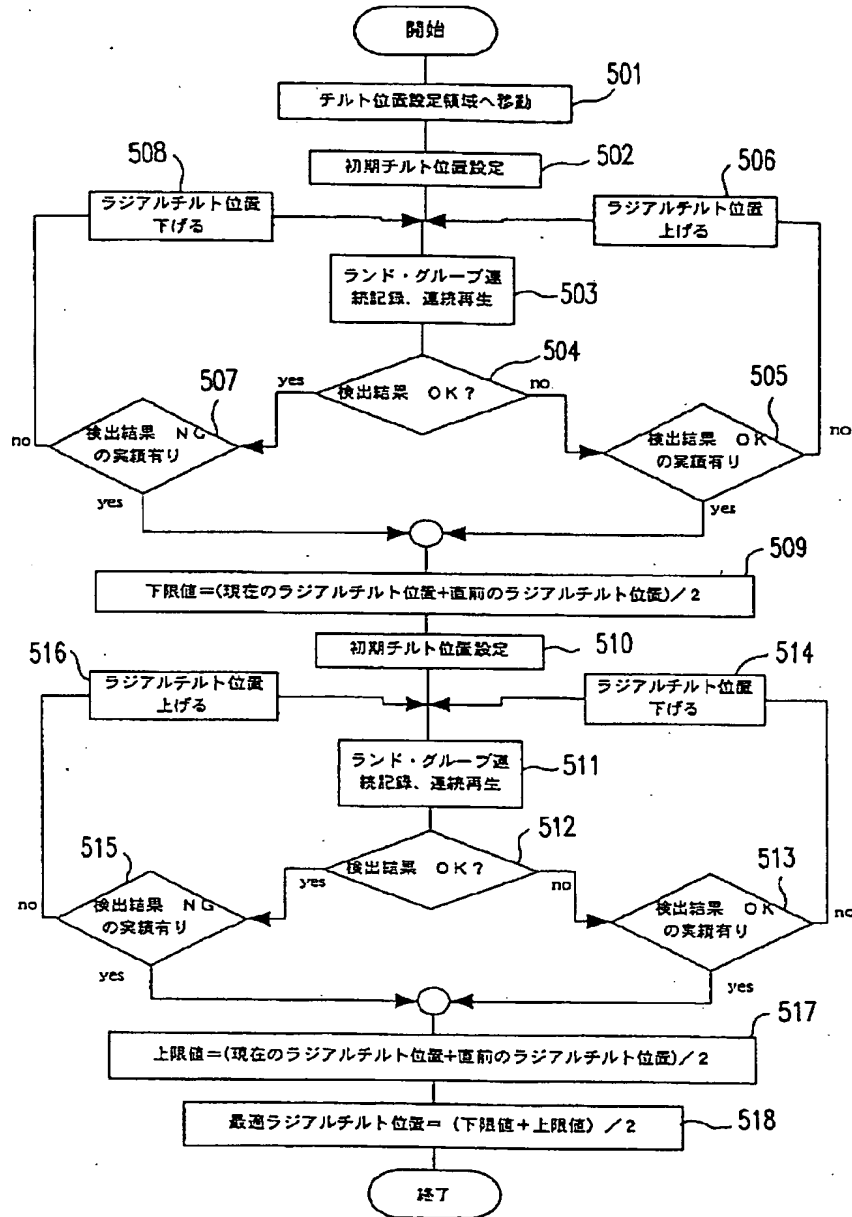 開始
501
チルト位置設定領域へ移動
508
502
506
初期チルト位置設定
ラジアルチルト位置
下げる
ラジアルチルト位置
上げる
ランド・グルーブ連
続記録、連続再生
503
504
507
yes
検出結果 OK?
no
505
no
検出結果 NG
の実績有り
検出結果 OK
の実績有り
no
yes
yes
509
下限値=(現在のラジアルチルト位置+直前のラジアルチルト位置)/2
516
初期チルト位置設定
510
514
ラジアルチルト位置
上げる
ラジアルチルト位置
下げる
ランド・グルーブ連
続記録、連続再生
511
515
512
検出結果 OK?
513
yes
no
no
検出結果 NG
の実績有り
検出結果 OK
の実績有り
no
yes
yes
517
上限値=(現在のラジアルチルト位置+直前のラジアルチルト位置)/2
最適ラジアルチルト位置= (下限値+上限値) /2
518
終了